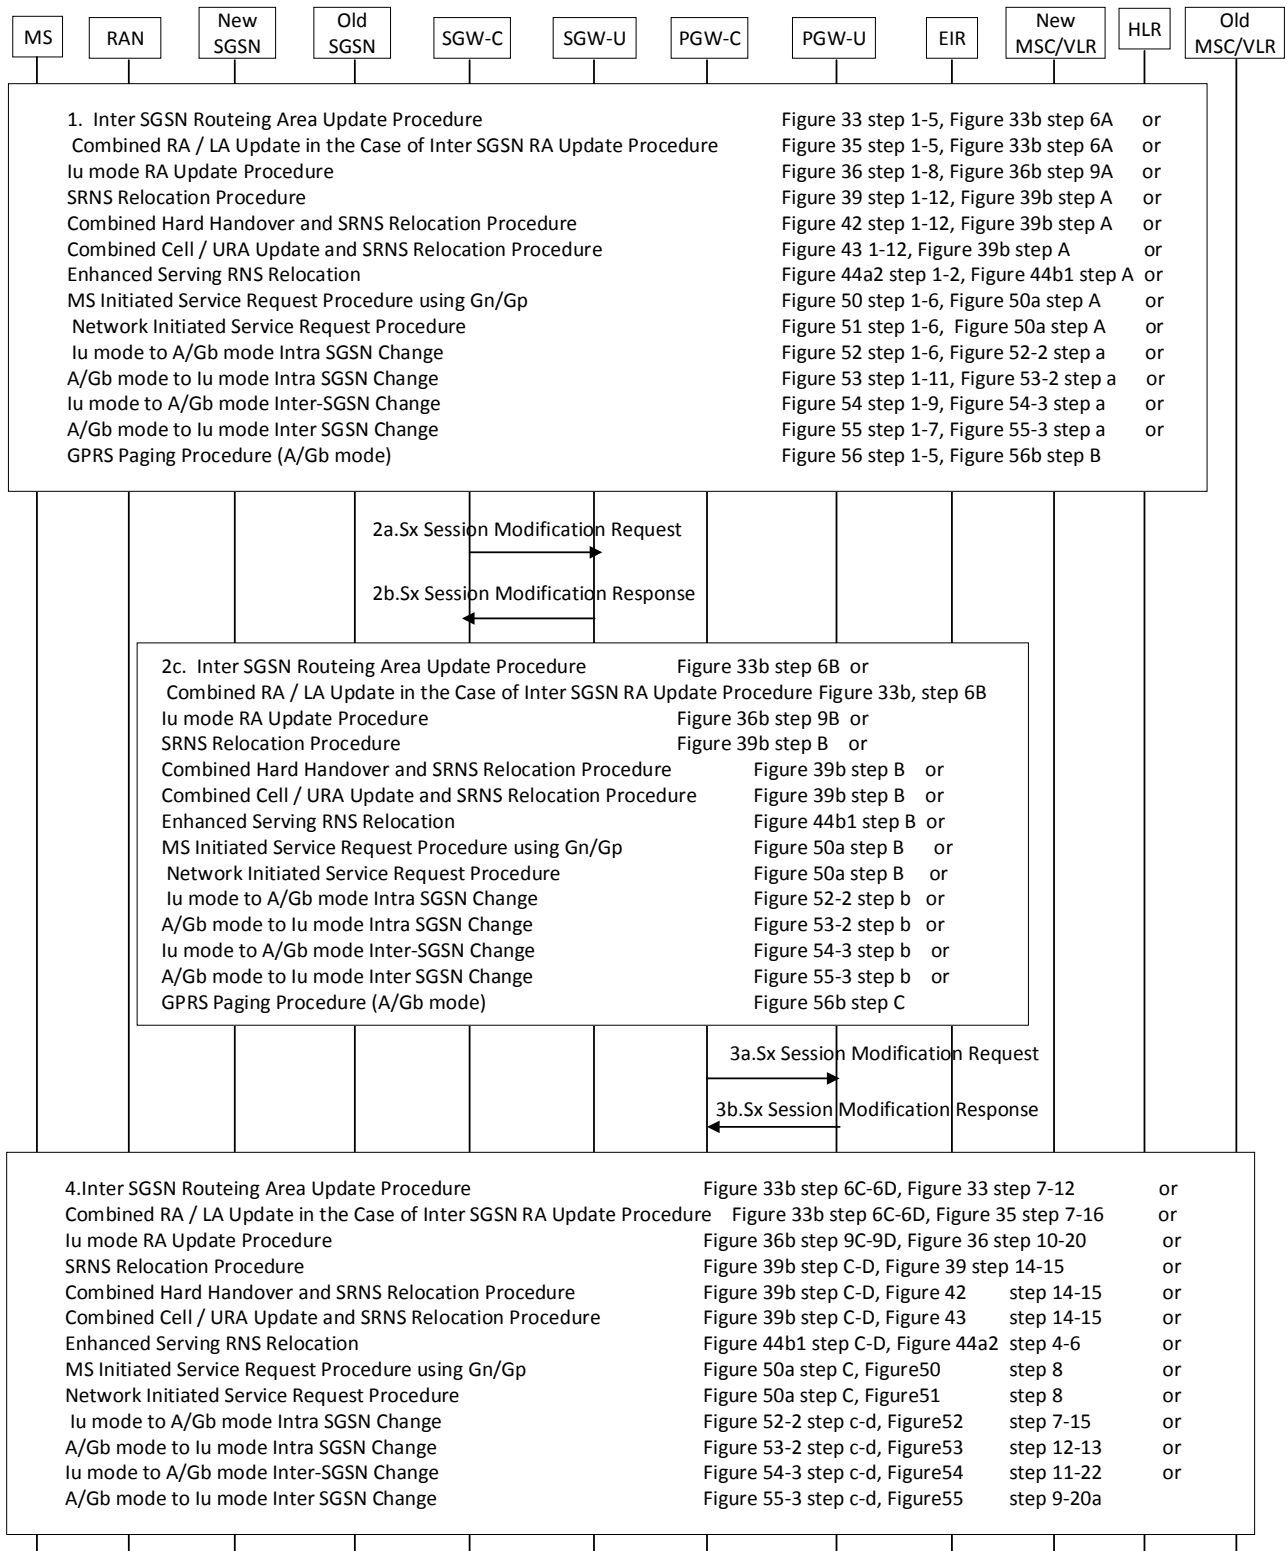 MS RAN New SGSN Old SGSN SGW-C SGW-U PGW-C PGW-U EIR New MSC/VLR HLR Old MSC/VLR
1. Inter SGSN Routeing Area Update Procedure Figure 33 step 1-5, Figure 33b step 6A or
Combined RA / LA Update in the Case of Inter SGSN RA Update Procedure Figure 35 step 1-5, Figure 33b step 6A or
Iu mode RA Update Procedure Figure 36 step 1-8, Figure 36b step 9A or
SRNS Relocation Procedure Figure 39 step 1-12, Figure 39b step A or
Combined Hard Handover and SRNS Relocation Procedure Figure 42 step 1-12, Figure 39b step A or
Combined Cell / URA Update and SRNS Relocation Procedure Figure 43 1-12, Figure 39b step A or
Enhanced Serving RNS Relocation Figure 44a2 step 1-2, Figure 44b1 step A or
MS Initiated Service Request Procedure using Gn/Gp Figure 50 step 1-6, Figure 50a step A or
Network Initiated Service Request Procedure Figure 51 step 1-6, Figure 50a step A or
Iu mode to A/Gb mode Intra SGSN Change Figure 52 step 1-6, Figure 52-2 step a or
A/Gb mode to Iu mode Intra SGSN Change Figure 53 step 1-11, Figure 53-2 step a or
Iu mode to A/Gb mode Inter-SGSN Change Figure 54 step 1-9, Figure 54-3 step a or
A/Gb mode to Iu mode Inter SGSN Change Figure 55 step 1-7, Figure 55-3 step a or
GPRS Paging Procedure (A/Gb mode) Figure 56 step 1-5, Figure 56b step B
2a.Sx Session Modification Request
2b.Sx Session Modification Response
2c. Inter SGSN Routeing Area Update Procedure Figure 33b step 6B or
Combined RA / LA Update in the Case of Inter SGSN RA Update Procedure Figure 33b, step 6B
Iu mode RA Update Procedure Figure 36b step 9B or
SRNS Relocation Procedure Figure 39b step B or
Combined Hard Handover and SRNS Relocation Procedure Figure 39b step B or
Combined Cell / URA Update and SRNS Relocation Procedure Figure 39b step B or
Enhanced Serving RNS Relocation Figure 44b1 step B or
MS Initiated Service Request Procedure using Gn/Gp Figure 50a step B or
Network Initiated Service Request Procedure Figure 50a step B or
Iu mode to A/Gb mode Intra SGSN Change Figure 52-2 step b or
A/Gb mode to Iu mode Intra SGSN Change Figure 53-2 step b or
Iu mode to A/Gb mode Inter-SGSN Change Figure 54-3 step b or
A/Gb mode to Iu mode Inter SGSN Change Figure 55-3 step b or
GPRS Paging Procedure (A/Gb mode) Figure 56b step C
3a.Sx Session Modification Request
3b.Sx Session Modification Response
4.Inter SGSN Routeing Area Update Procedure Figure 33b step 6C-6D, Figure 33 step 7-12 or
Combined RA / LA Update in the Case of Inter SGSN RA Update Procedure Figure 33b step 6C-6D, Figure 35 step 7-16 or
Iu mode RA Update Procedure Figure 36b step 9C-9D, Figure 36 step 10-20 or
SRNS Relocation Procedure Figure 39b step C-D, Figure 39 step 14-15 or
Combined Hard Handover and SRNS Relocation Procedure Figure 39b step C-D, Figure 42 step 14-15 or
Combined Cell / URA Update and SRNS Relocation Procedure Figure 39b step C-D, Figure 43 step 14-15 or
Enhanced Serving RNS Relocation Figure 44b1 step C-D, Figure 44a2 step 4-6 or
MS Initiated Service Request Procedure using Gn/Gp Figure 50a step C, Figure50 step 8 or
Network Initiated Service Request Procedure Figure 50a step C, Figure51 step 8 or
Iu mode to A/Gb mode Intra SGSN Change Figure 52-2 step c-d, Figure52 step 7-15 or
A/Gb mode to Iu mode Intra SGSN Change Figure 53-2 step c-d, Figure53 step 12-13 or
Iu mode to A/Gb mode Inter-SGSN Change Figure 54-3 step c-d, Figure54 step 11-22 or
A/Gb mode to Iu mode Inter SGSN Change Figure 55-3 step c-d, Figure55 step 9-20a